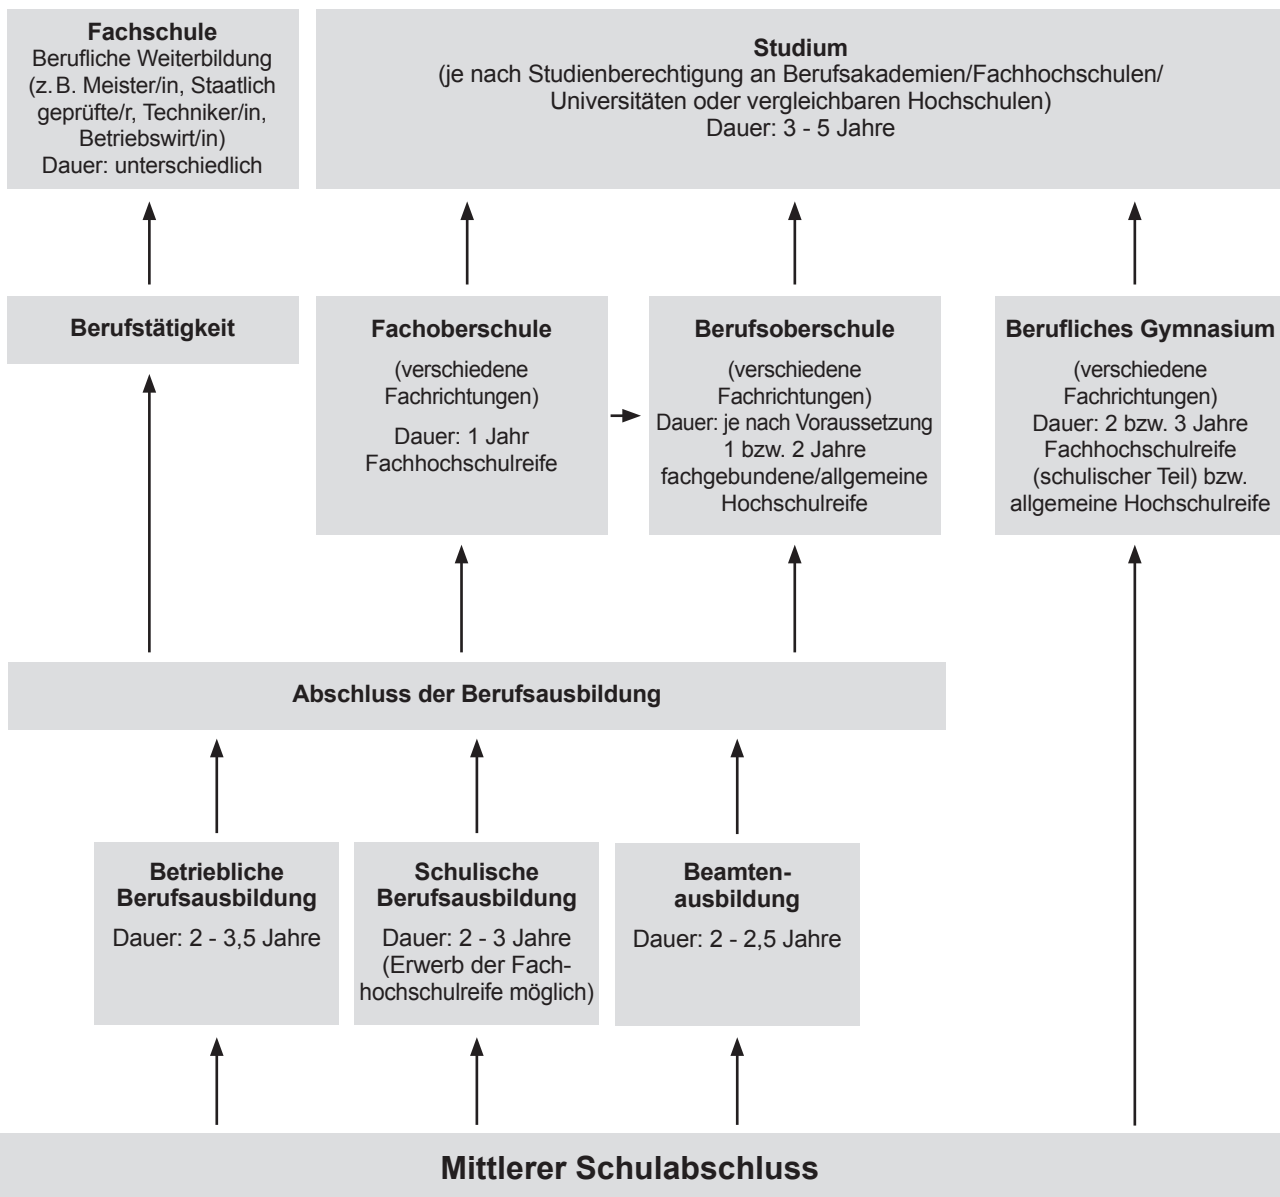 Fachschule
Berufliche Weiterbildung
(z. B. Meister/in, Staatlich
geprüfte/r, Techniker/in,
Betriebswirt/in)
Dauer: unterschiedlich
Studium
(je nach Studienberechtigung an Berufsakademien/Fachhochschulen/
Universitäten oder vergleichbaren Hochschulen)
Dauer: 3 - 5 Jahre
Berufstätigkeit
Fachoberschule
(verschiedene
Fachrichtungen)
Dauer: 1 Jahr
Fachhochschulreife
Berufsoberschule
(verschiedene
Fachrichtungen)
Dauer: je nach Voraussetzung
1 bzw. 2 Jahre
fachgebundene/allgemeine
Hochschulreife
Berufliches Gymnasium
(verschiedene
Fachrichtungen)
Dauer: 2 bzw. 3 Jahre
Fachhochschulreife
(schulischer Teil) bzw.
allgemeine Hochschulreife
Abschluss der Berufsausbildung
Betriebliche
Berufsausbildung
Dauer: 2 - 3,5 Jahre
Schulische
Berufsausbildung
Dauer: 2 - 3 Jahre
(Erwerb der Fach-
hochschulreife möglich)
Beamten-
ausbildung
Dauer: 2 - 2,5 Jahre
Mittlerer Schulabschluss